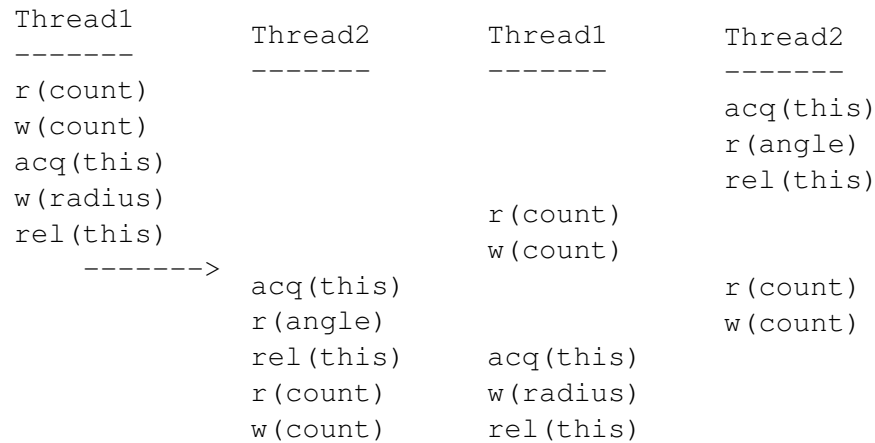 Thread1
-------
r(count)
w(count)
acq(this)
w(radius)
rel(this)
------->
Thread2
-------
acq(this)
r(angle)
rel(this)
r(count)
w(count)
Thread1
-------
r(count)
w(count)
acq(this)
w(radius)
rel(this)
Thread2
-------
acq(this)
r(angle)
rel(this)
r(count)
w(count)